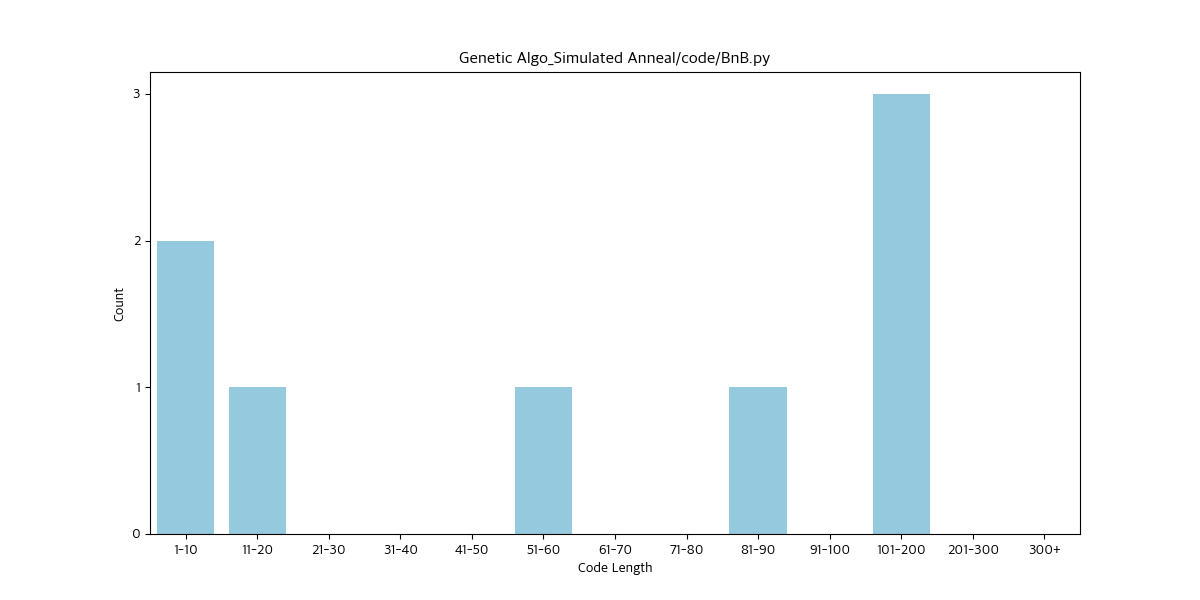 Genetic Algo_Simulated Anneal/code/BnB.py
3
2
1
0
Count
1-10 11-20 21-30 31-40 41-50 51-60 61-70 71-80 81-90 91-100 101-200 201-300 300+
Code Length